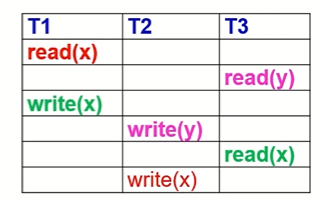 T1 T2 T3
read(x)
read(y)
write(x)
write(y)
read(x)
write(x)